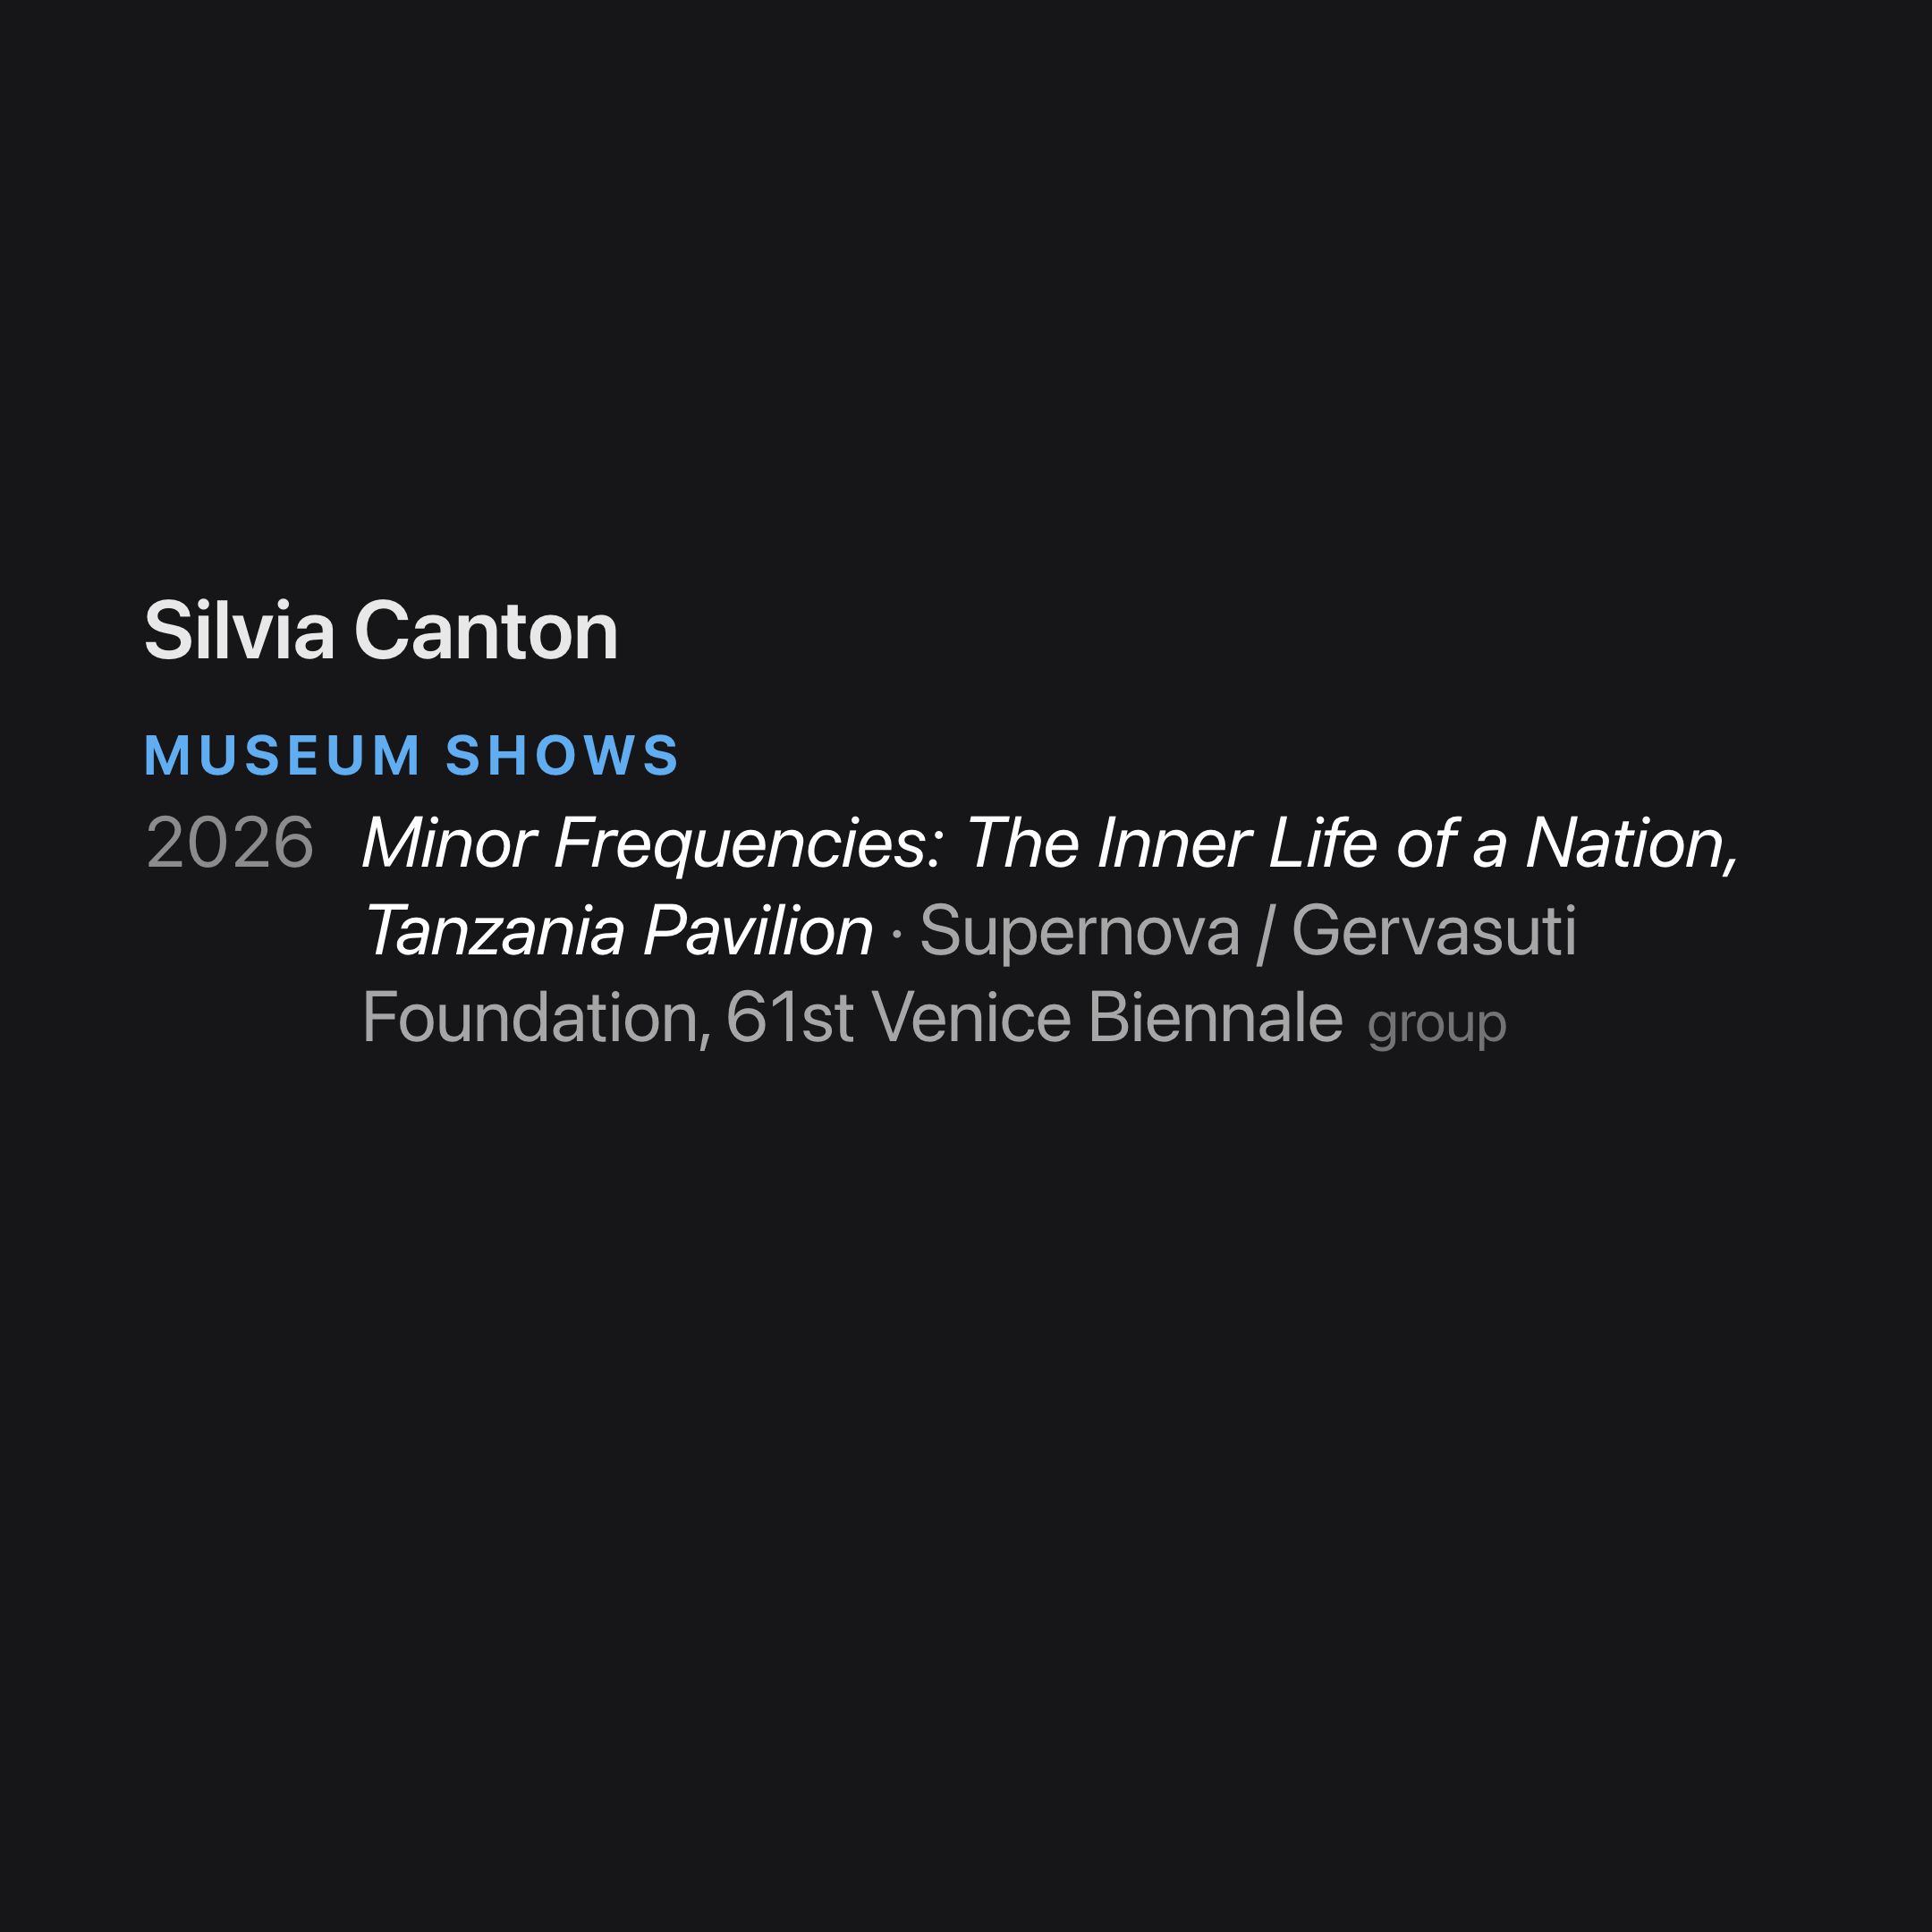 Silvia Canton
MUSEUM SHOWS
2026 Minor Frequencies: The Inner Life of a Nation,
Tanzania Pavilion · Supernova / Gervasuti
Foundation, 61st Venice Biennale group